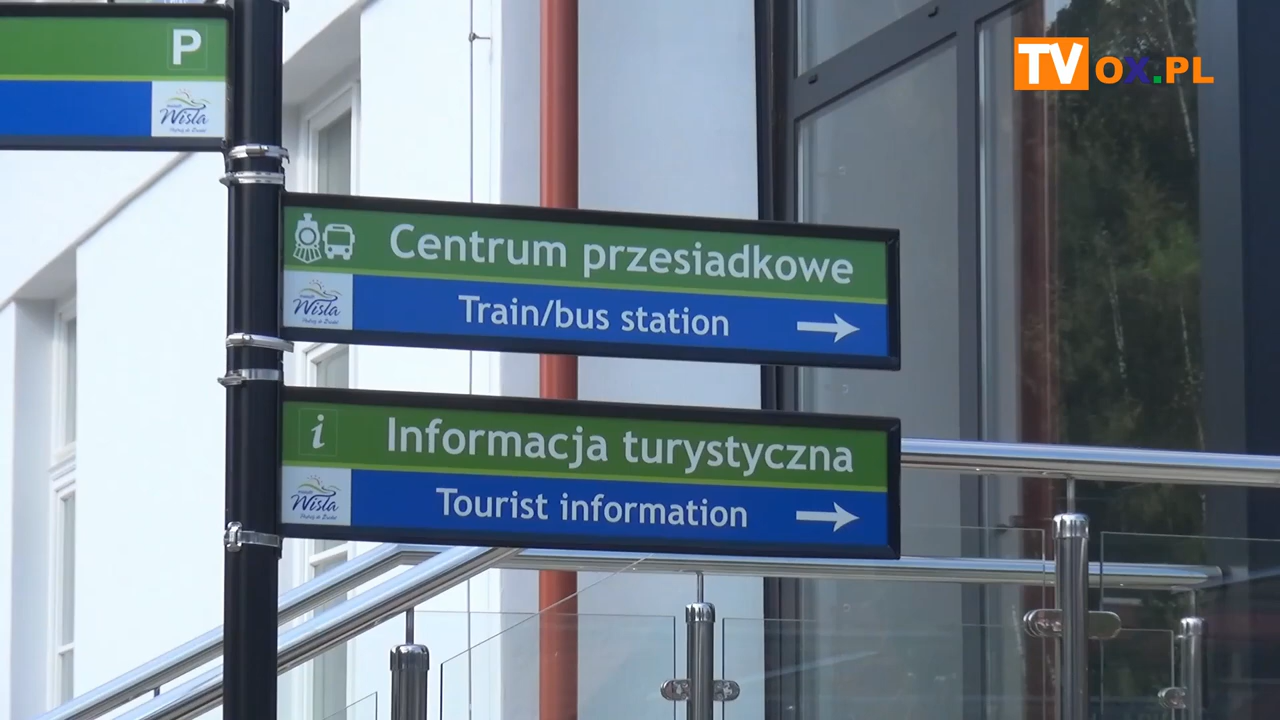 P
Wisła
TVOX.PL
Centrum przesiadkowe
Wisła
Train/bus station
i Informacja turystyczna
Wisła
Tourist information